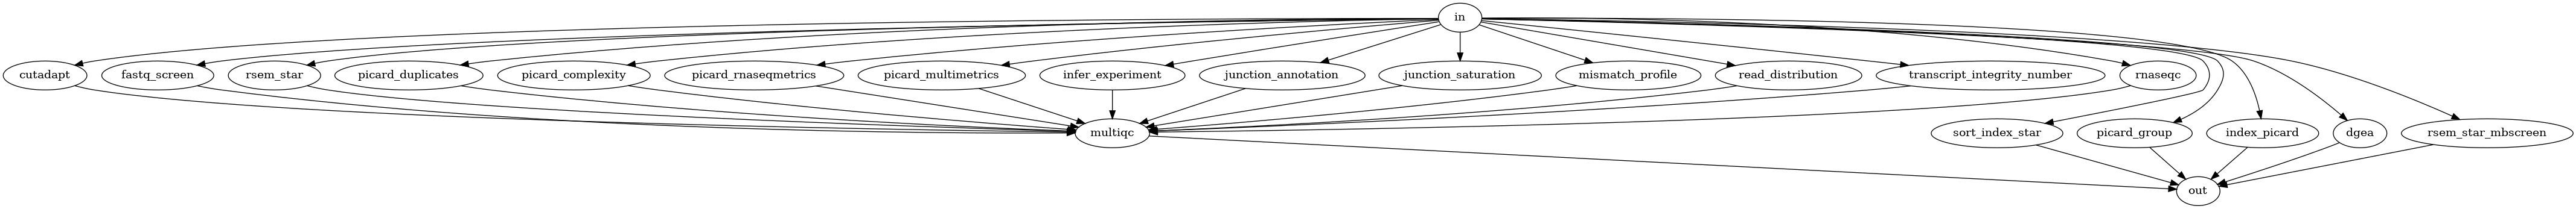 in
cutadapt
fastq_screen
rsem_star
picard_duplicates
picard_complexity
picard_rnaseqmetrics
picard_multimetrics
infer_experiment
junction_annotation
junction_saturation
mismatch_profile
read_distribution
transcript_integrity_number
rnaseqc
multiqc
sort_index_star
picard_group
index_picard
dgea
rsem_star_mbscreen
out